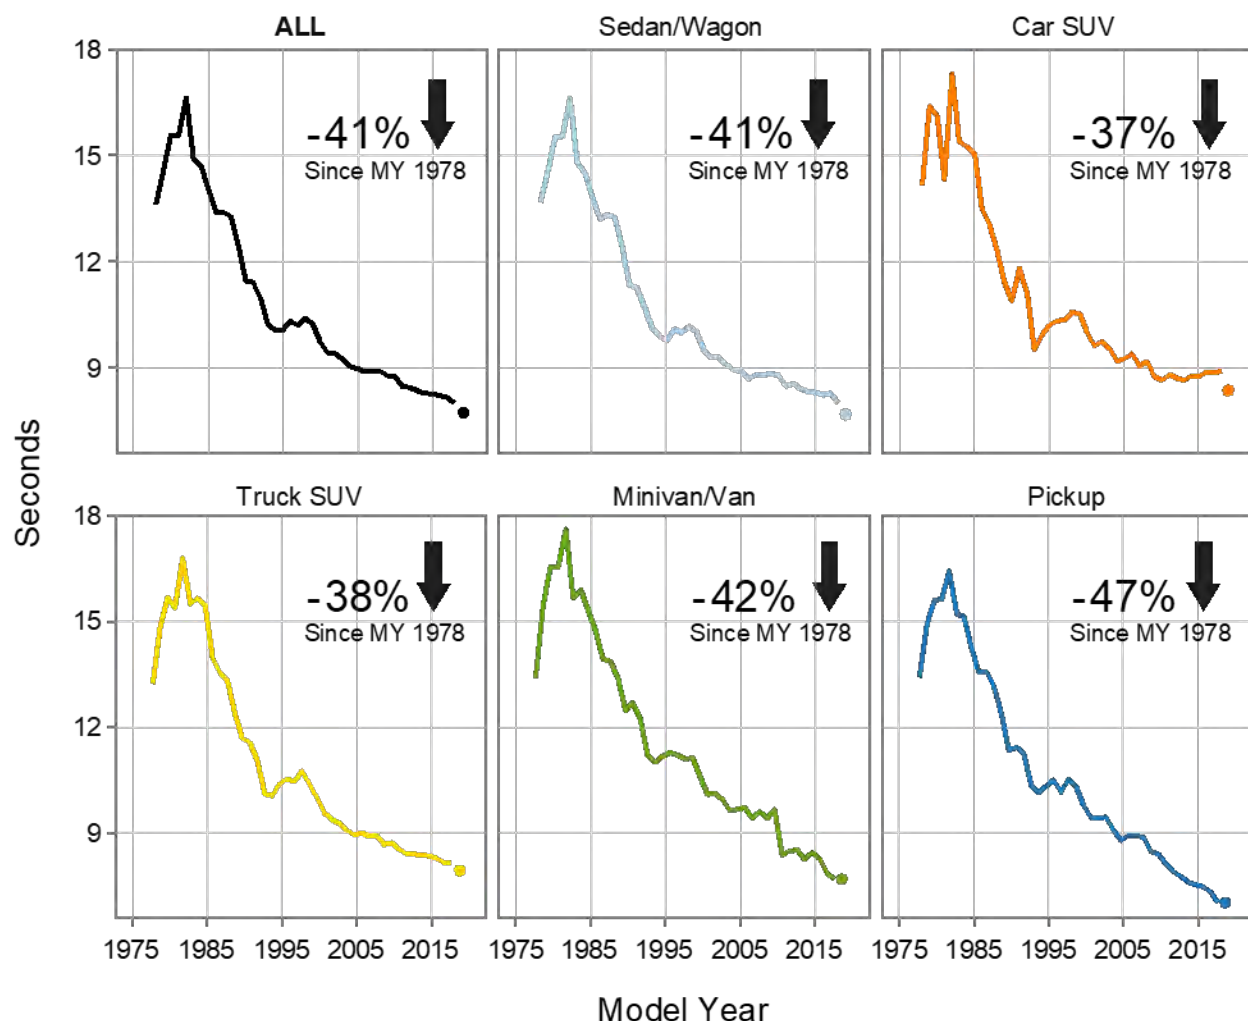 ALL Sedan/Wagon Car SUV
18
15
12
9
-41%
Since MY 1978
-41%
Since MY 1978
-37%
Since MY 1978
Seconds
Truck SUV Minivan/Van Pickup
18
15
12
9
-38%
Since MY 1978
-42%
Since MY 1978
-47%
Since MY 1978
1975 1985 1995 2005 2015 1975 1985 1995 2005 2015 1975 1985 1995 2005 2015
Model Year